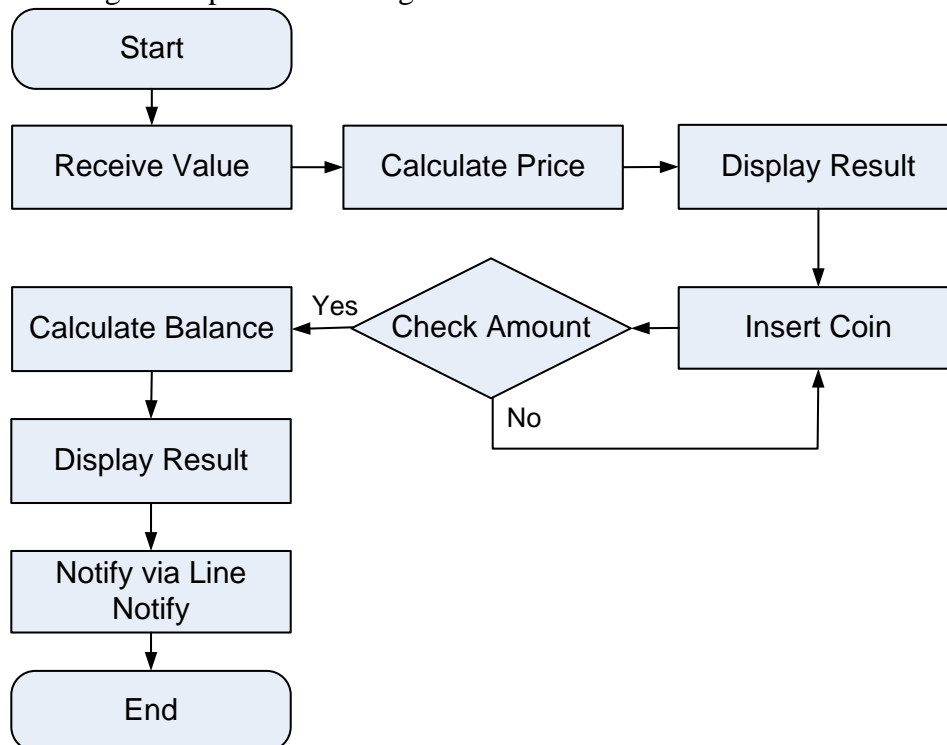 Start
Receive Value
Calculate Price
Display Result
Insert Coin
Check Amount
Yes
No
Calculate Balance
Display Result
Notify via Line
Notify
End